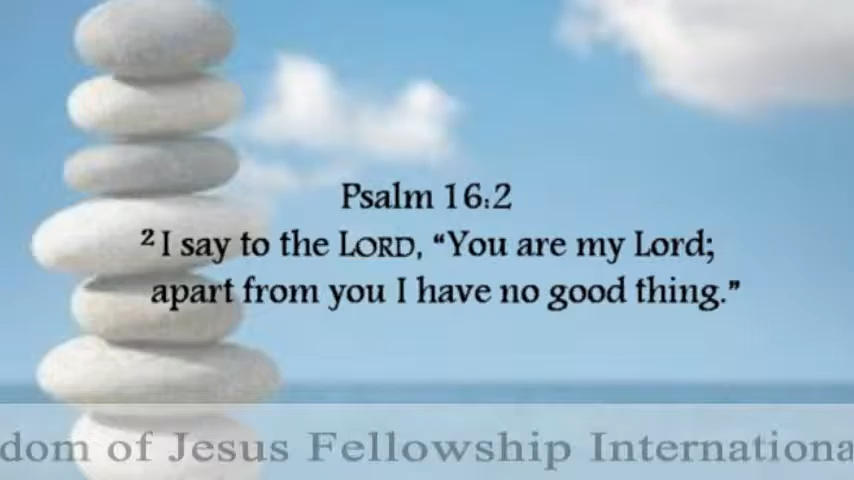 Psalm 16:2
² I say to the LORD, “You are my Lord;
apart from you I have no good thing.”
dom of Jesus Fellowship Internationa